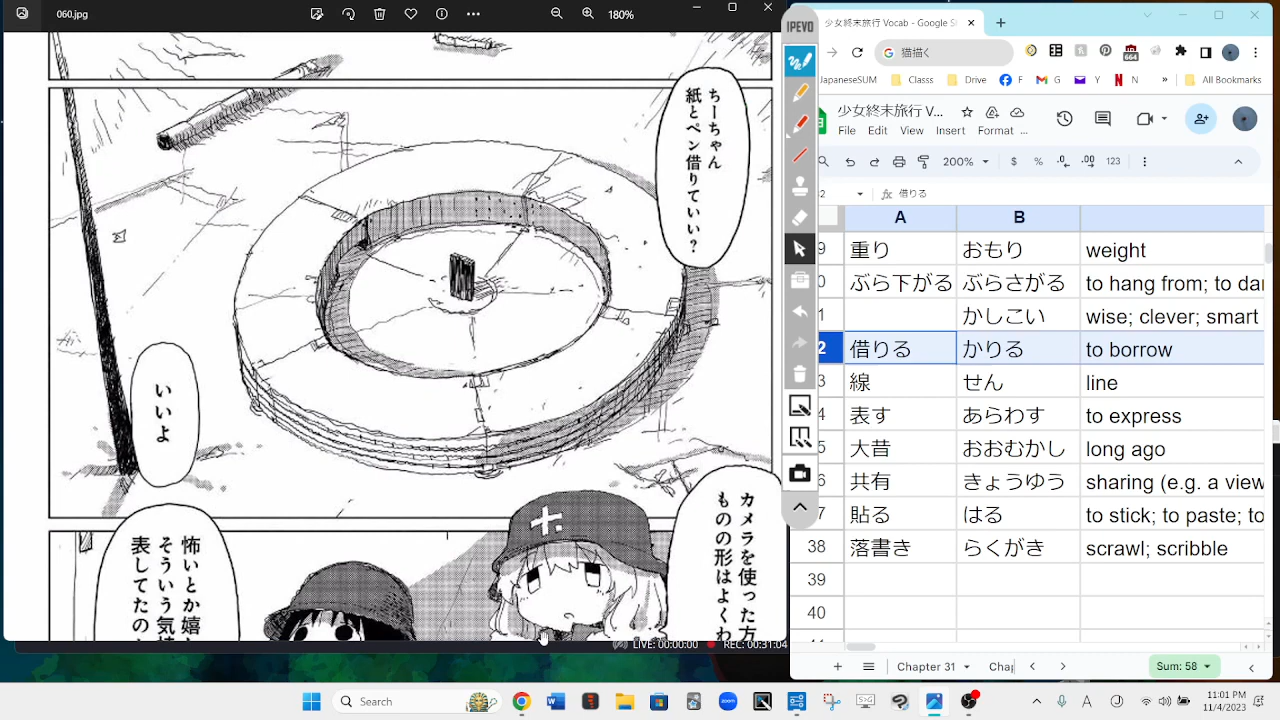 060.jpg
180%
ちーちゃん
紙とペン借りていい?
いいよ
カメラを使った方
ものの形はよくわ
怖いとか嬉し
そういう気持
表してたの
LIVE: 00:00:00
REC: 00:31:04
IPEVO
少女終末旅行 Vocab - Google S
猫描く
664
JapaneseSUM
Classs
Drive
F
G
Y
N
»
All Bookmarks
少女終末旅行 V...
File Edit View Insert Format ...
200%
$ % .0 .00 123
借りる
A B
重り おもり weight
ぶら下がる ぶらさがる to hang from; to da
かしこい wise; clever; smart
借りる かりる to borrow
線 せん line
表す あらわす to express
大昔 おおむかし long ago
共有 きょうゆう sharing (e.g. a view
貼る はる to stick; to paste; to
38 落書き らくがき scrawl; scribble
39
40
Chapter 31
Chap
Sum: 58
Search
zoom
11:01 PM
11/4/2023